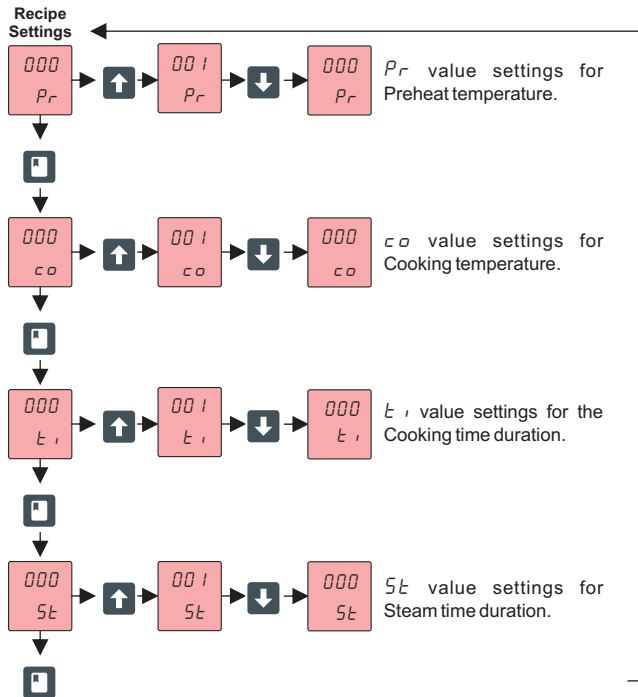 Recipe
Settings
000 001 000 Pr value settings for
Pr Pr Pr Preheat temperature.
000 001 000 co value settings for
co co co Cooking temperature.
000 001 000 ti value settings for the
ti ti ti Cooking time duration.
000 001 000 St value settings for
St St St Steam time duration.